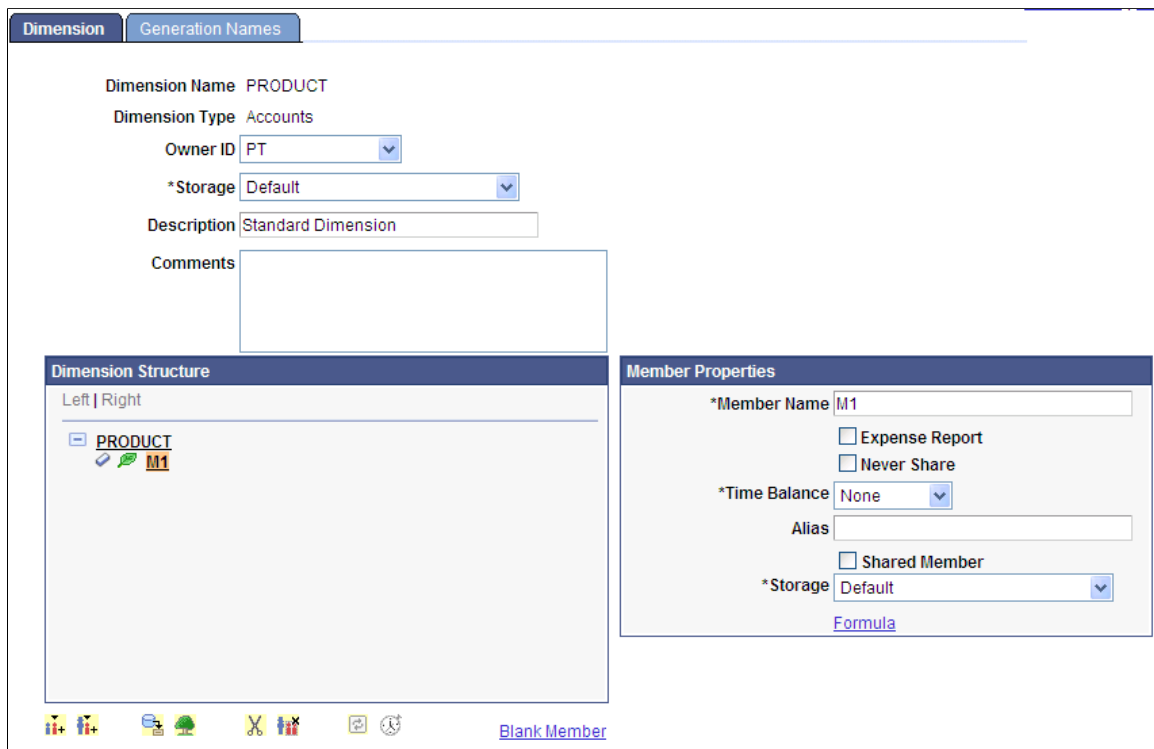 Dimension
Generation Names
Dimension Name PRODUCT
Dimension Type Accounts
Owner ID PT
*Storage Default
Description Standard Dimension
Comments
Dimension Structure
Left | Right
PRODUCT
M1
Member Properties
*Member Name M1
Expense Report
Never Share
*Time Balance None
Alias
Shared Member
*Storage Default
Formula
Blank Member